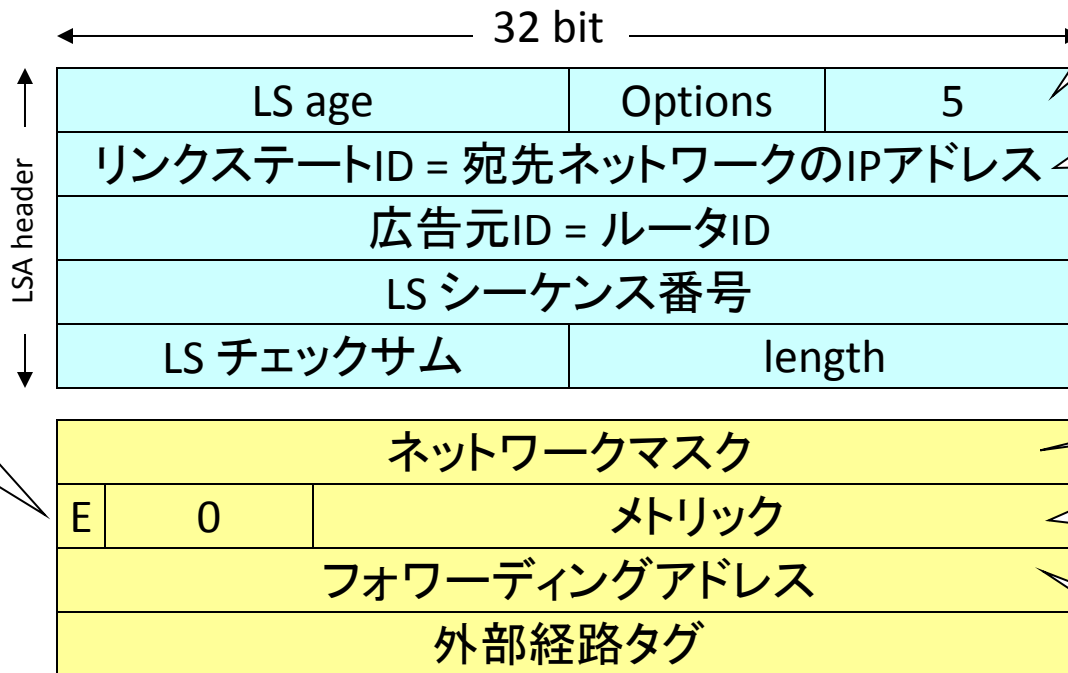 32 bit
LSA header
LS age Options 5
リンクステートID = 宛先ネットワークのIPアドレス
広告元ID = ルータID
LS シーケンス番号
LS チェックサム length
ネットワークマスク
E 0 メトリック
フォワーディングアドレス
外部経路タグ